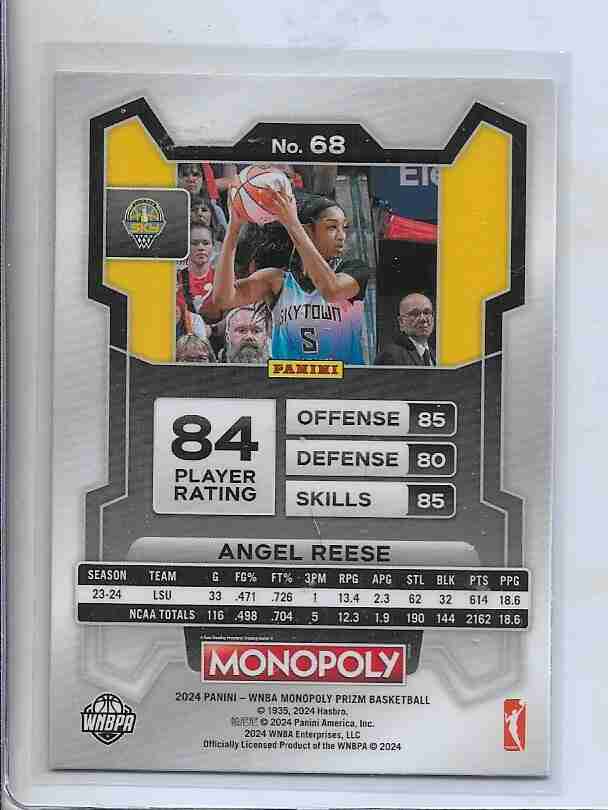 No. 68
SKY
Ele
SKYTOWN
5
PANINI
84
PLAYER
RATING
OFFENSE 85
DEFENSE 80
SKILLS 85
ANGEL REESE
SEASON TEAM G FG% FT% 3PM RPG APG STL BLK PTS PPG
23-24 LSU 33 .471 .726 1 13.4 2.3 62 32 614 18.6
NCAA TOTALS 116 .498 .704 5 12.3 1.9 190 144 2162 18.6
MONOPOLY
2024 PANINI – WNBA MONOPOLY PRIZM BASKETBALL
© 1935, 2024 Hasbro.
© 2024 Panini America, Inc.
2024 WNBA Enterprises, LLC
Officially Licensed Product of the WNBPA © 2024
WNBPA